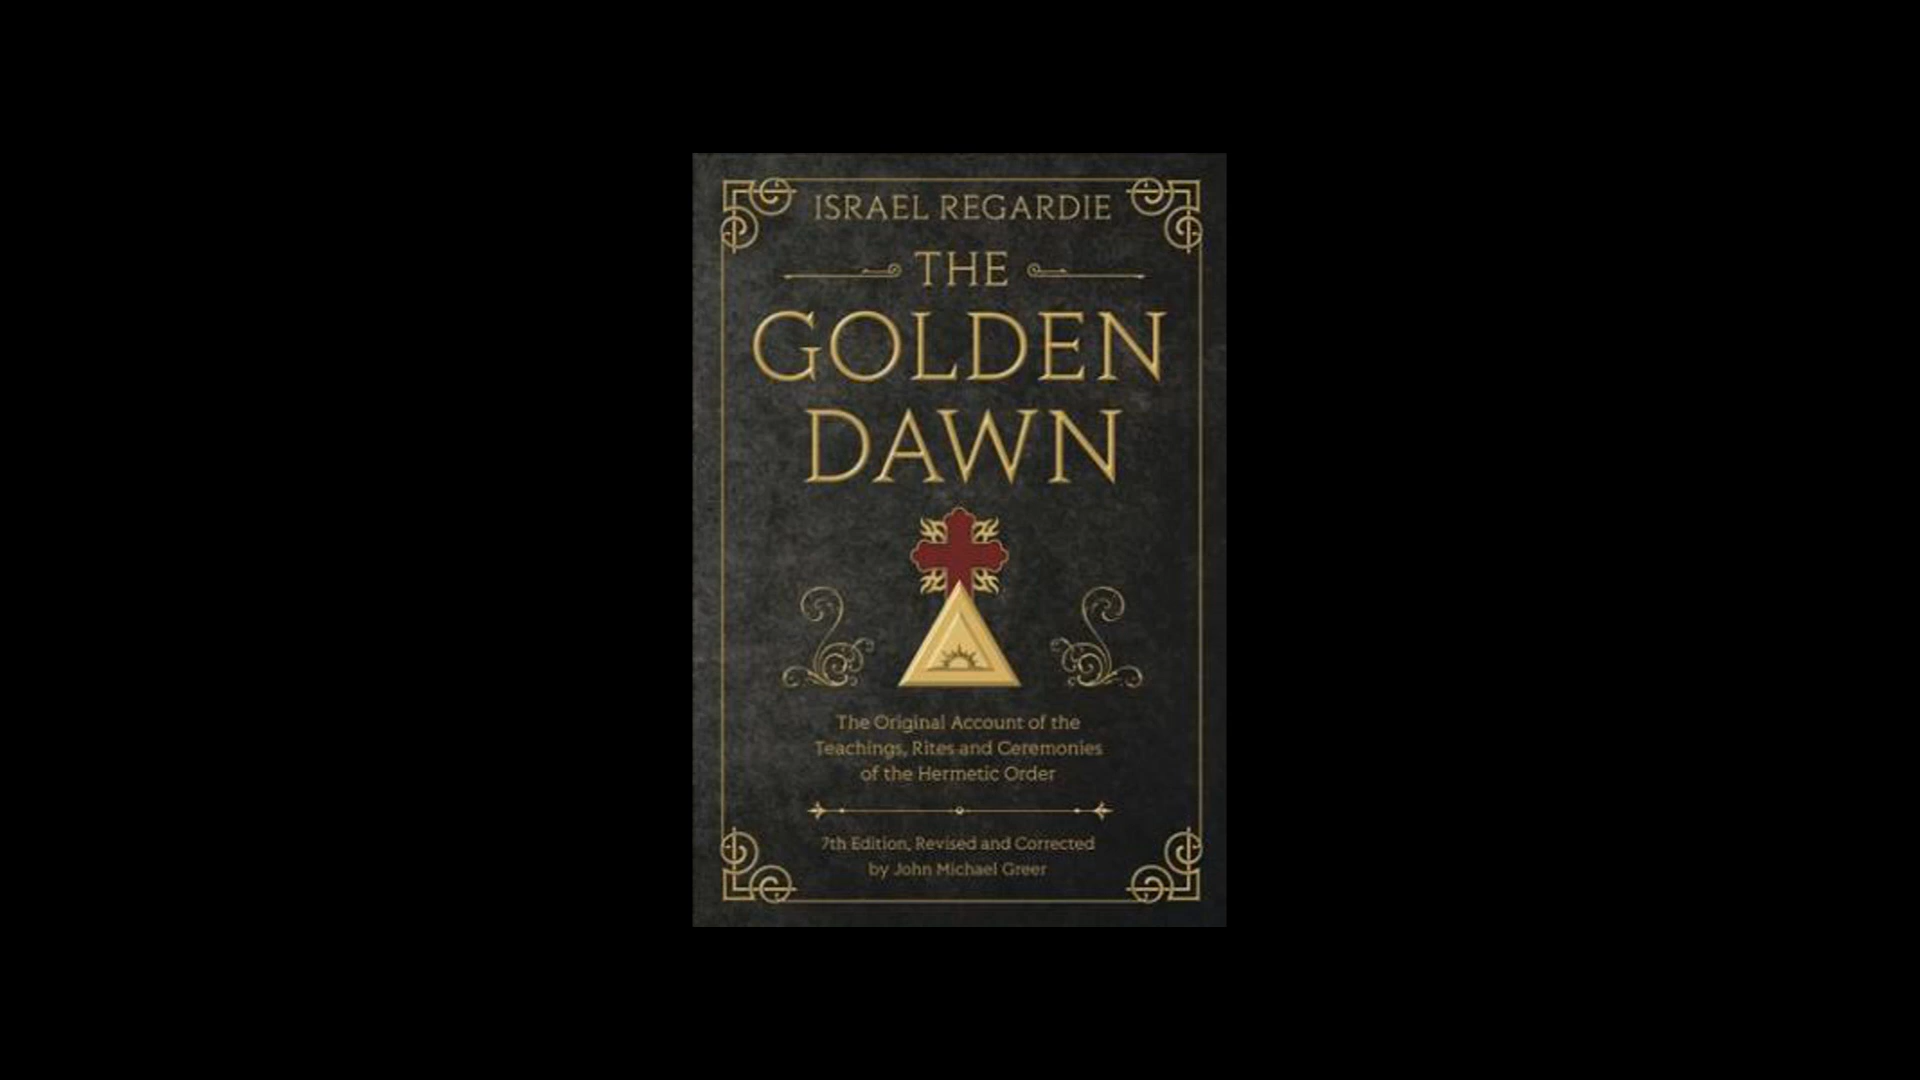 ISRAEL REGARDIE
THE
GOLDEN
DAWN
The Original Account of the
Teachings, Rites and Ceremonies
of the Hermetic Order
7th Edition, Revised and Corrected
by John Michael Greer